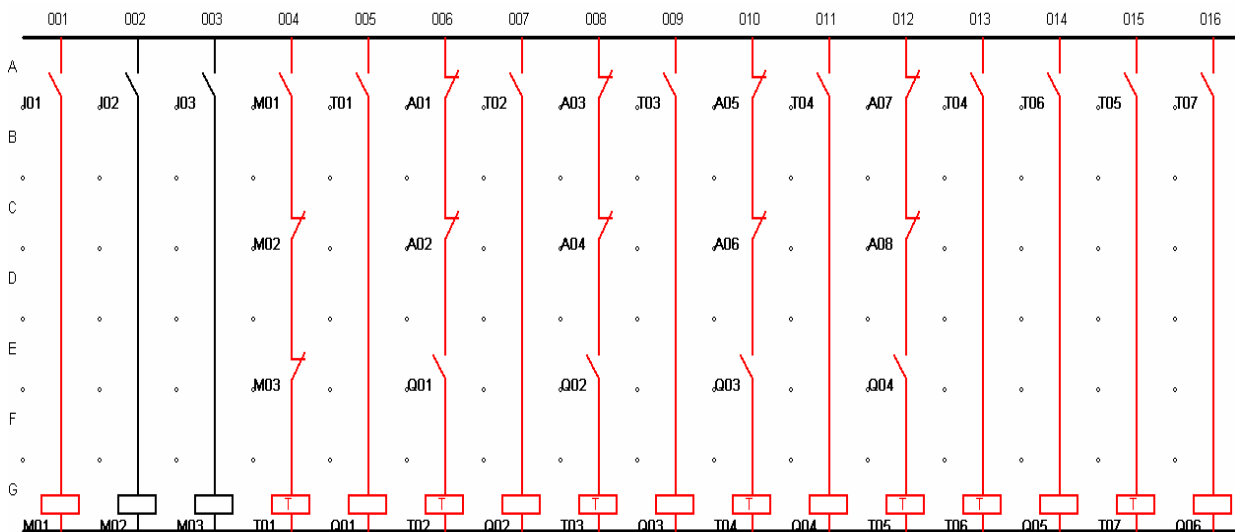 001 002 003 004 005 006 007 008 009 010 011 012 013 014 015 016
A
J01 J02 J03 M01 T01 A01 T02 A03 T03 A05 T04 A07 T04 T06 T05 T07
B
C
M02 A02 A04 A06 A08
D
E
M03 Q01 Q02 Q03 Q04
F
G
T T T T T T T
M01 M02 M03 T01 Q01 T02 Q02 T03 Q03 T04 Q04 T05 T06 Q05 T07 Q06